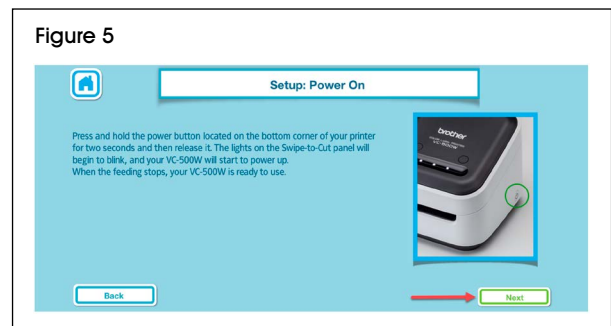 Figure 5
Setup: Power On
Press and hold the power button located on the bottom corner of your printer
for two seconds and then release it. The lights on the Swipe-to-Cut panel will
begin to blink, and your VC-500W will start to power up.
When the feeding stops, your VC-500W is ready to use.
brother
VC-500W
Back
Next